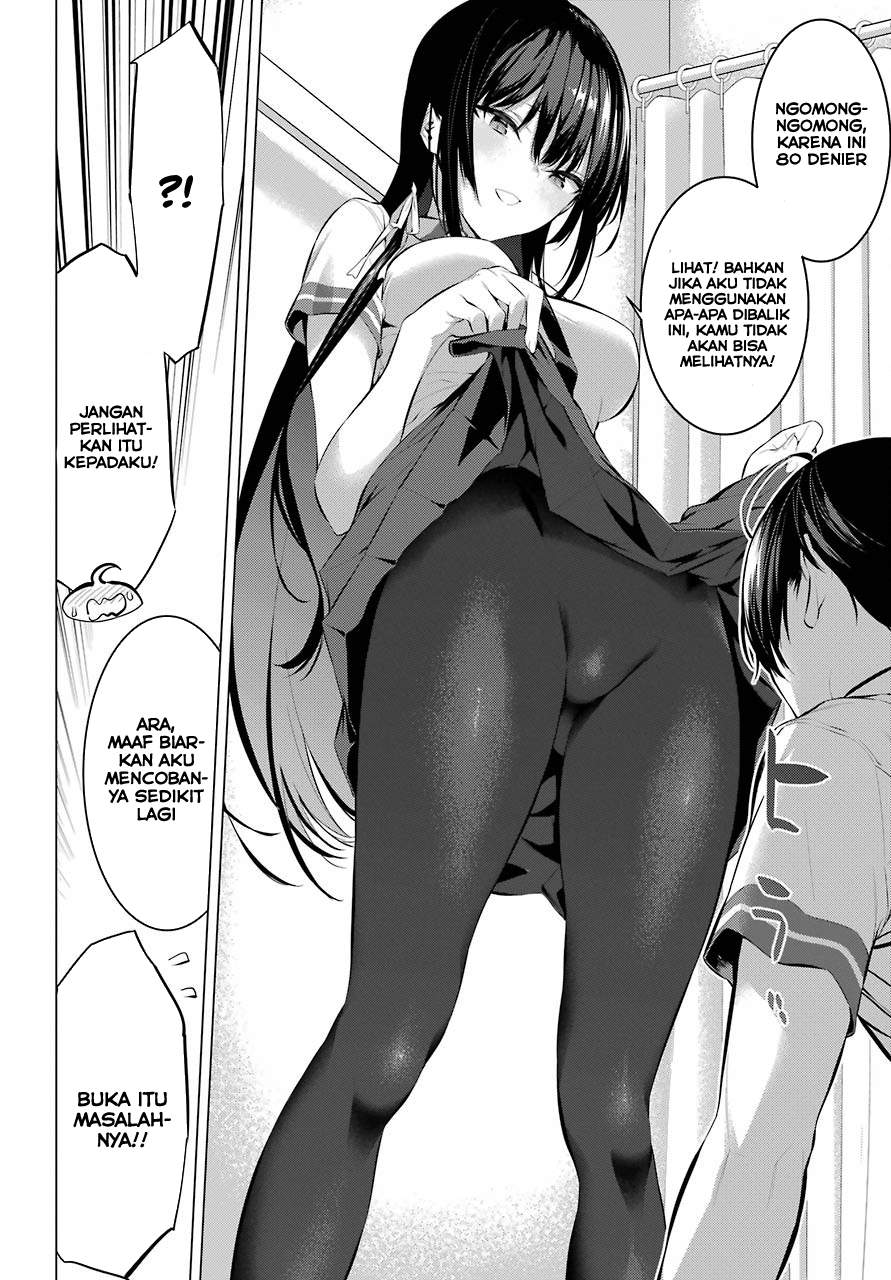 NGOMONG-
NGOMONG,
KARENA INI
80 DENIER
LIHAT! BAHKAN
JIKA AKU TIDAK
MENGGUNAKAN
APA-APA DIBALIK
INI, KAMU TIDAK
AKAN BISA
MELIHATNYA!
ヒラ
?!
JANGAN
PERLIHAT-
KAN ITU
KEPADAKU!
ARA,
MAAF BIAR-
KAN AKU
MENCOBAN-
YA SEDIKIT
LAGI
BUKA ITU
MASALAH-
NYA!!